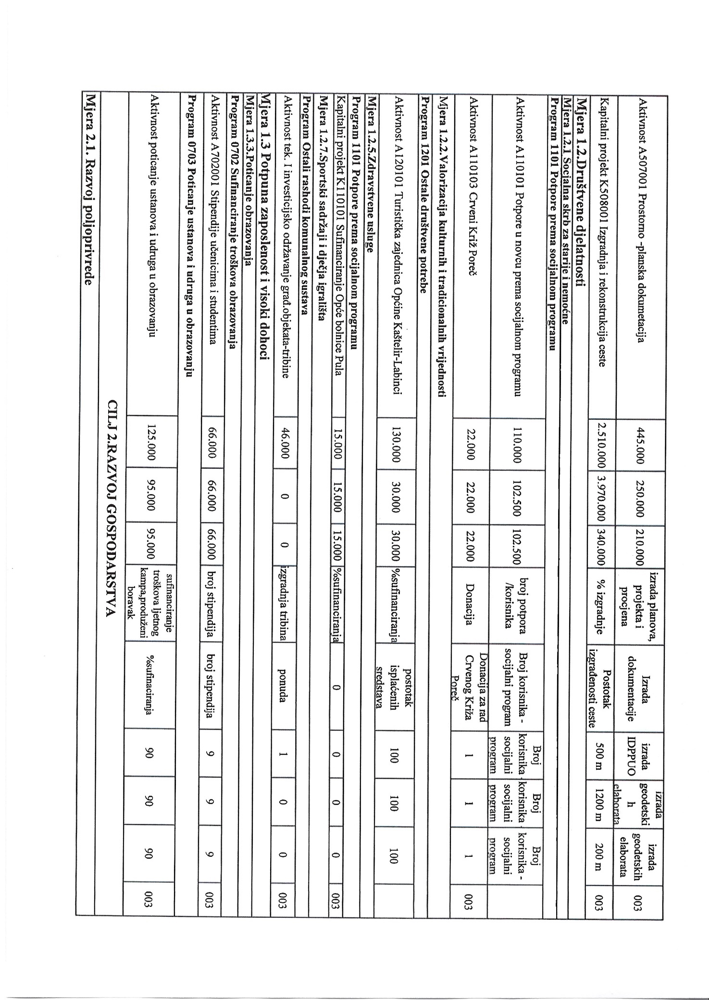 Aktivnost A507001 Prostorno -planska dokumetacija 445.000 250.000 210.000 izrada planova, projekta i procjena Izrada dokumentacije izrada IDPPUO izrada geodetski h elaborata izrada geodetskih elaborata 003
Kapitalni projekt K508001 Izgradnja i rekonstrukcija ceste 2.510.000 3.970.000 340.000 % izgradnje Postotak izgrađenosti ceste 500 m 1200 m 200 m 003
Mjera 1.2.Društvene djelatnosti
Mjera 1.2.1 Socjalna skrb za starije i nemoćne
Program 1101 Potpore prema socijalnom programu
Aktivnost A110101 Potpore u novcu prema socijalnom programu 110.000 102.500 102.500 broj potpora /korisnika Broj korisnika - socijalni program Broj korisnika - socijalni program Broj korisnika - socijalni program Broj korisnika - socijalni program
Aktivnost A110103 Crveni Križ Poreč 22.000 22.000 22.000 Donacija Donacija za rad Crvenog Križa Poreč 1 1 1 003
Mjera 1.2.2.Valorizacija kulturnih i tradicionalnih vrijednosti
Program 1201 Ostale društvene potrebe
Aktivnost A120101 Turistička zajednica Općine Kaštelir-Labinci 130.000 30.000 30.000 %sufinanciranja postotak isplaćenih sredstava 100 100 100
Mjera 1.2.5.Zdravstvene usluge
Program 1101 Potpore prema socijalnom programu
Kapitalni projekt K110101 Sufinanciranje Opće bolnice Pula 15.000 15.000 15.000 %sufinanciranja 0 0 0 0 003
Mjera 1.2.7.Sportski sadržaji i dječja igrališta
Program Ostali rashodi komunalnog sustava
Aktivnost tek. I investicijsko održavanje građ.objekata-tribine 46.000 0 0 izgradnja tribina ponuda 1 0 0 003
Mjera 1.3 Potpuna zaposlenost i visoki dohoci
Mjera 1.3.3.Poticanje obrazovanja
Program 0702 Sufinanciranje troškova obrazovanja
Aktivnost A702001 Stipendije učenicima i studentima 66.000 66.000 66.000 broj stipendija broj stipendija 9 9 9 003
Program 0703 Poticanje ustanova i udruga u obrazovanju
Aktivnost poticanje ustanova i udruga u obrazovanju 125.000 95.000 95.000 sufinanciranje troškova ljetnog kampa,produženi boravak %sufinaciranja 90 90 90 003
CILJ 2.RAZVOJ GOSPODARSTVA
Mjera 2.1. Razvoj poljoprivrede